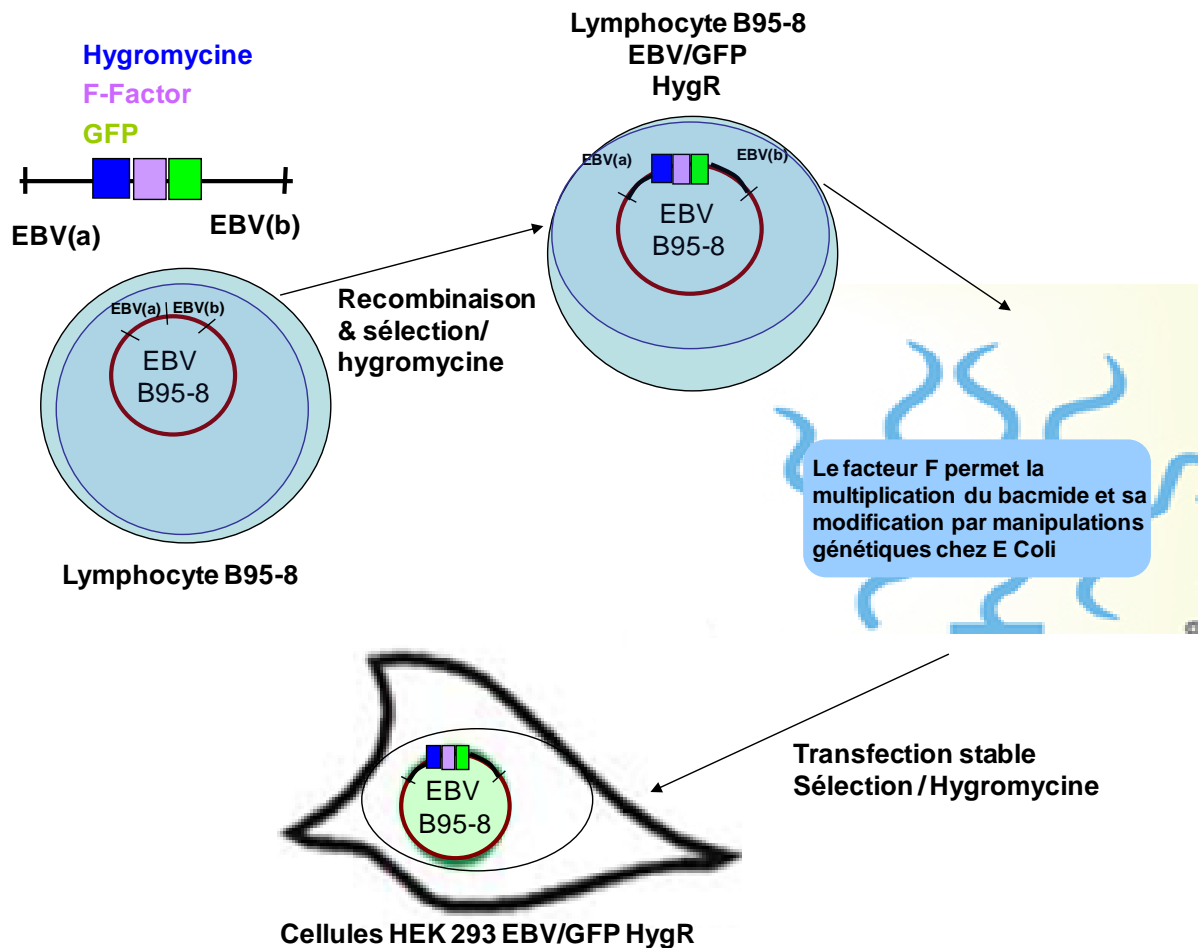 Hygromycine
F-Factor
GFP
EBV(a)
EBV(b)
EBV(a)
EBV(b)
EBV
B95-8
Lymphocyte B95-8
Recombinaison
& sélection/
hygromycine
Lymphocyte B95-8
EBV/GFP
HygR
EBV(a)
EBV(b)
EBV
B95-8
Le facteur F permet la
multiplication du bacmide et sa
modification par manipulations
génétiques chez E Coli
Transfection stable
Sélection / Hygromycine
EBV
B95-8
Cellules HEK 293 EBV/GFP HygR